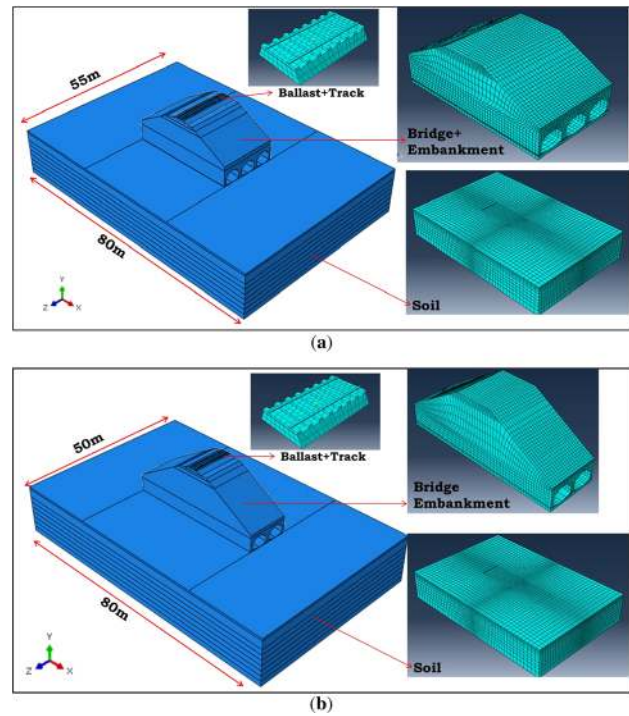 55m
Ballast+Track
Bridge+
Embankment
80m
Soil
Y
Z
X
(a)
50m
Ballast+Track
Bridge
Embankment
80m
Soil
Y
Z
X
(b)